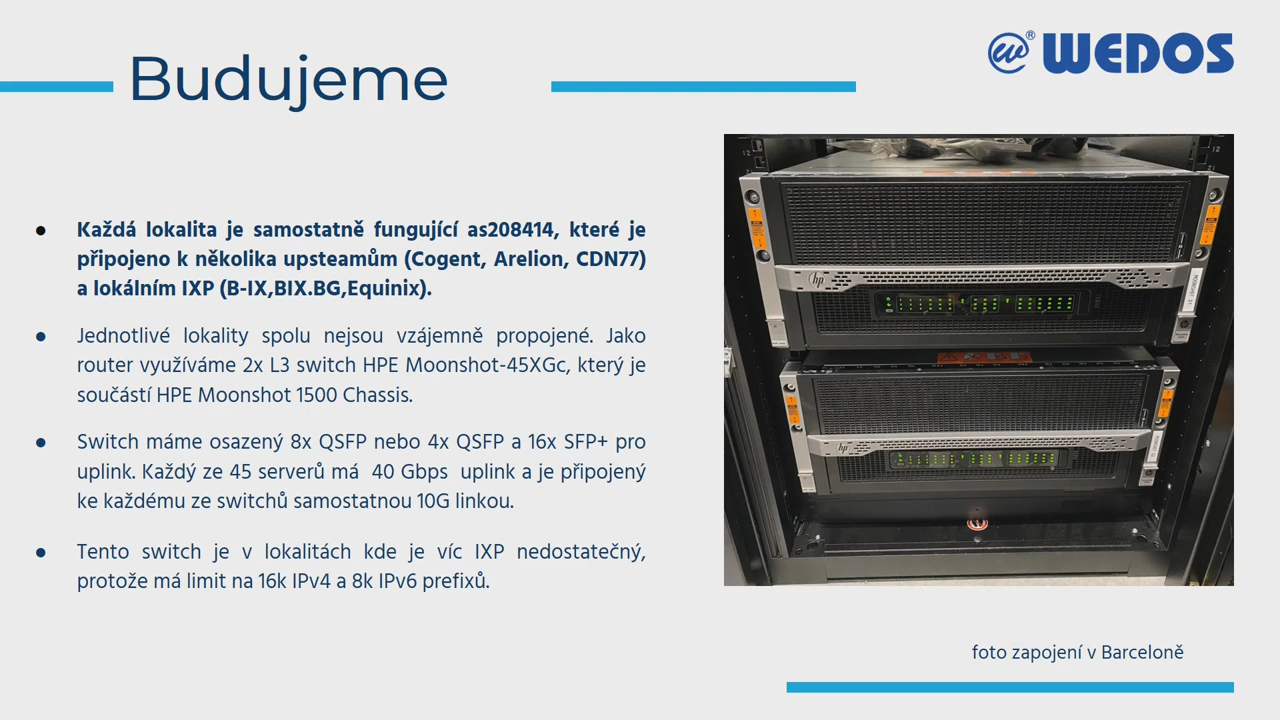 Budujeme
® WEDOS
● Každá lokalita je samostatně fungující as208414, které je
připojeno k několika upsteamům (Cogent, Arelion, CDN77)
a lokálním IXP (B-IX,BIX.BG,Equinix).
● Jednotlivé lokality spolu nejsou vzájemně propojené. Jako
router využíváme 2x L3 switch HPE Moonshot-45XGc, který je
součástí HPE Moonshot 1500 Chassis.
● Switch máme osazený 8x QSFP nebo 4x QSFP a 16x SFP+ pro
uplink. Každý ze 45 serverů má 40 Gbps uplink a je připojený
ke každému ze switchů samostatnou 10G linkou.
● Tento switch je v lokalitách kde je víc IXP nedostatečný,
protože má limit na 16k IPv4 a 8k IPv6 prefixů.
12
12
hp
hp
foto zapojení v Barceloně